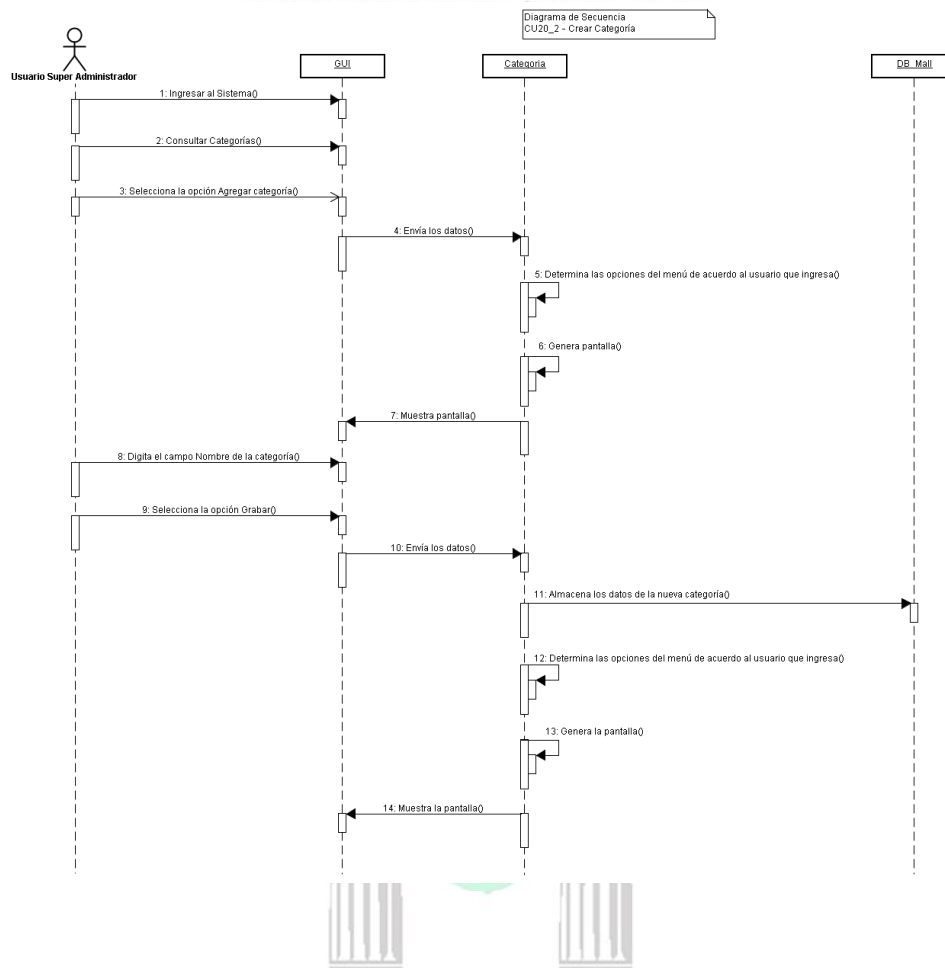 Diagrama de Secuencia
CU20_2 - Crear Categoría
Usuario Super Administrador
GUI
Categoria
DB_Mall
1: Ingresar al Sistema()
2: Consultar Categorías()
3: Selecciona la opción Agregar categoría()
4: Envía los datos()
5: Determina las opciones del menú de acuerdo al usuario que ingresa()
6: Genera pantalla()
7: Muestra pantalla()
8: Digita el campo Nombre de la categoría()
9: Selecciona la opción Grabar()
10: Envía los datos()
11: Almacena los datos de la nueva categoría()
12: Determina las opciones del menú de acuerdo al usuario que ingresa()
13: Genera la pantalla()
14: Muestra la pantalla()